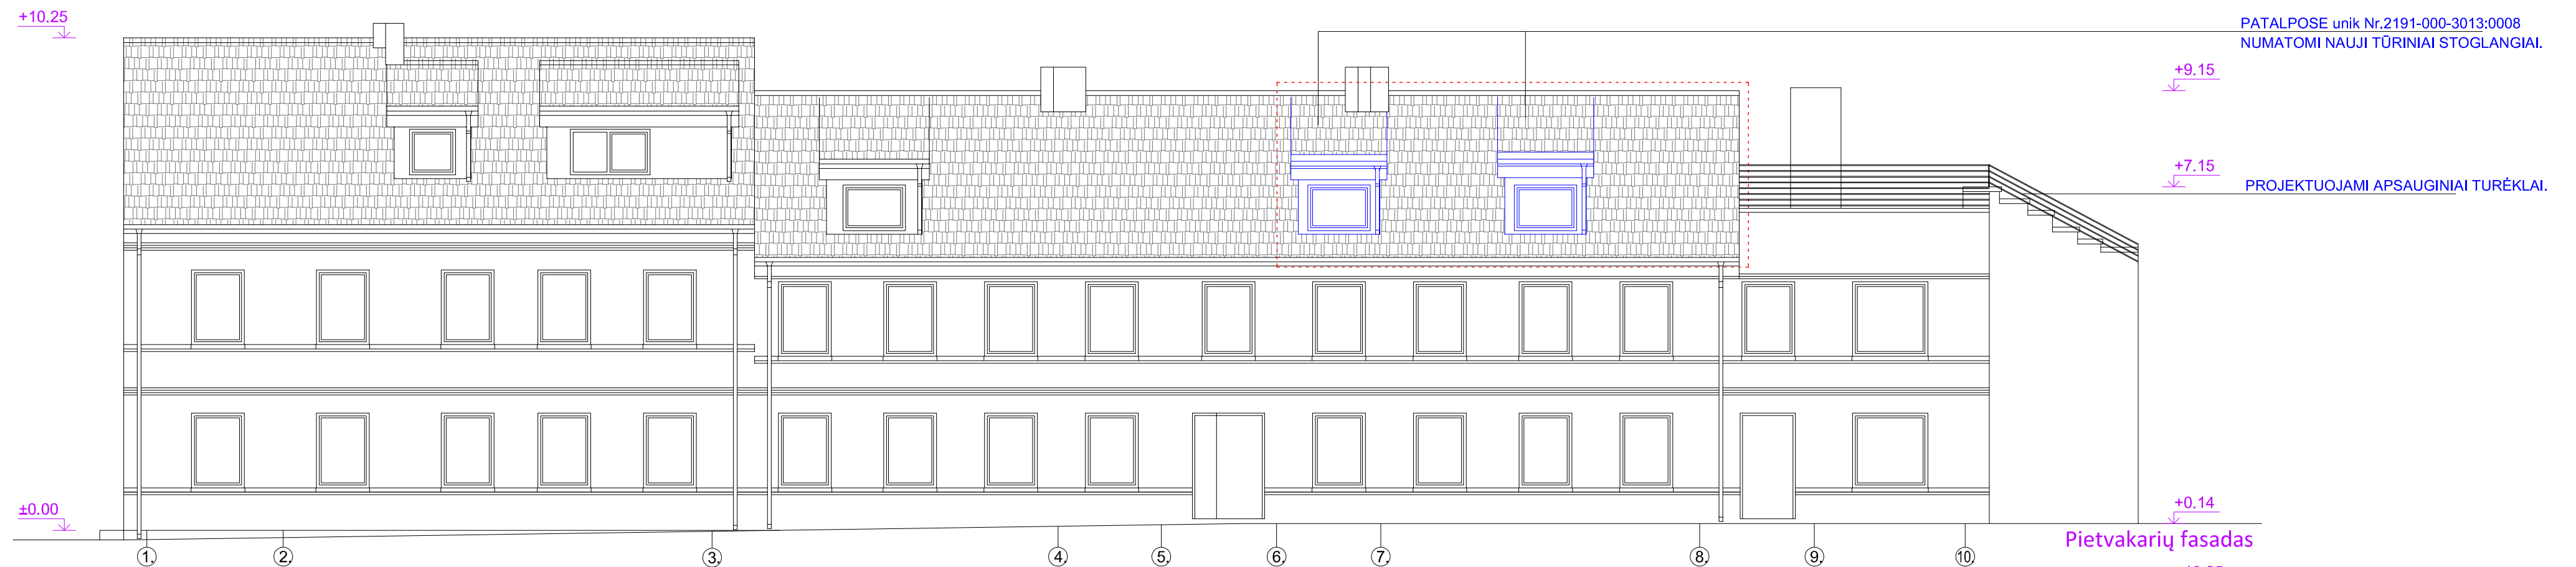 +10.25
PATALPOSE unik Nr.2191-000-3013:0008
NUMATOMI NAUJI TŪRINIAI STOGLANGIAI.
+9.15
+7.15
PROJEKTUOJAMI APSAUGINIAI TURĖKLAI.
±0.00
+0.14
Pietvakarių fasadas
1. 2. 3. 4. 5. 6. 7. 8. 9. 10.